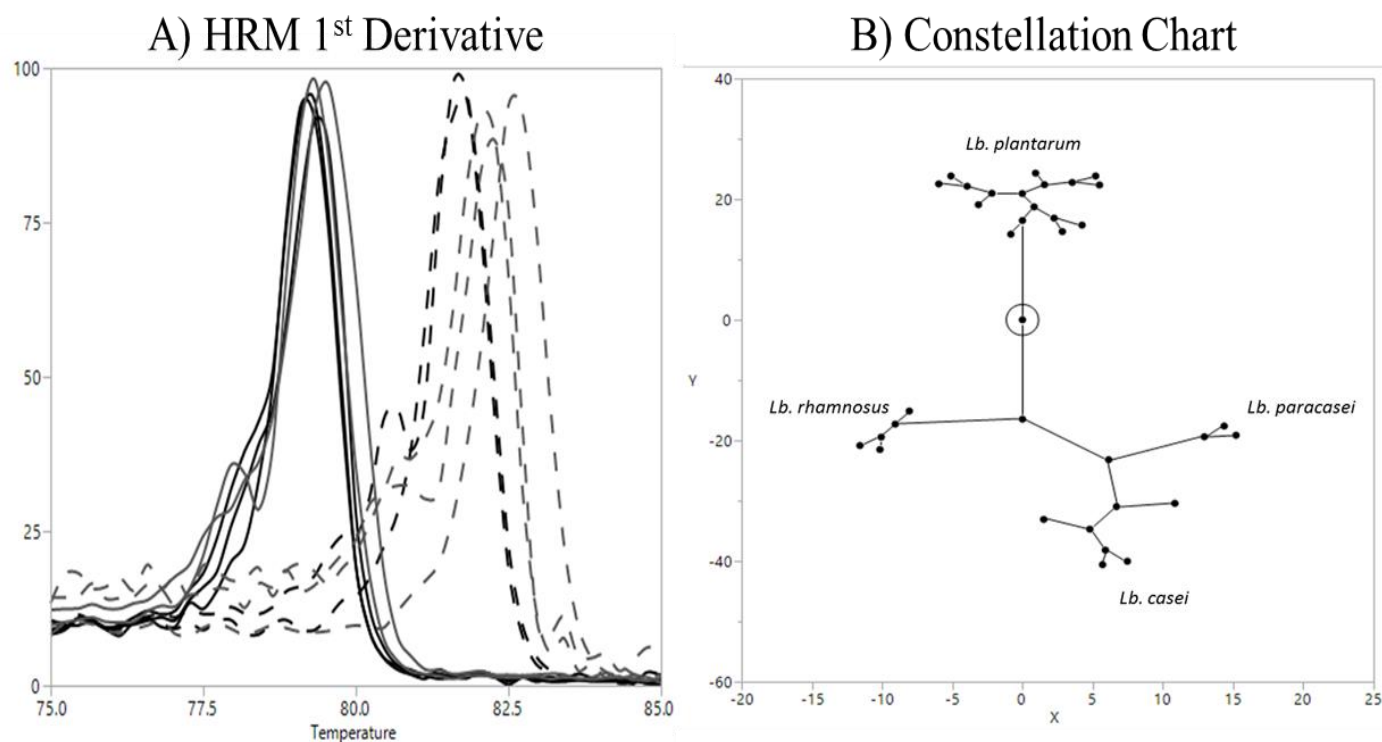 A) HRM 1st Derivative
100
75
50
25
0
75.0 77.5 80.0 82.5 85.0
Temperature
B) Constellation Chart
40
20
0
-20
-40
-60
Y
Lb. plantarum
Lb. rhamnosus
Lb. paracasei
Lb. casei
-20 -15 -10 -5 0 5 10 15 20 25
X